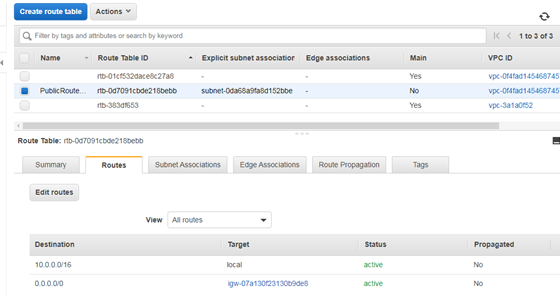 Create route table Actions
Filter by tags and attributes or search by keyword 1 to 3 of 3
Name Route Table ID Explicit subnet association Edge associations Main VPC ID
rtb-01cf532dace8c27a8 - - Yes vpc-0f4fad145468745
PublicRoute... rtb-0d7091cbde218bebb subnet-0da68a9fa8d152bbe - No vpc-0f4fad145468745
rtb-383df653 - - Yes vpc-3a1a0f52
Route Table: rtb-0d7091cbde218bebb
Summary Routes Subnet Associations Edge Associations Route Propagation Tags
Edit routes
View All routes
Destination Target Status Propagated
10.0.0.0/16 local active No
0.0.0.0/0 igw-07a130f23130b9de8 active No